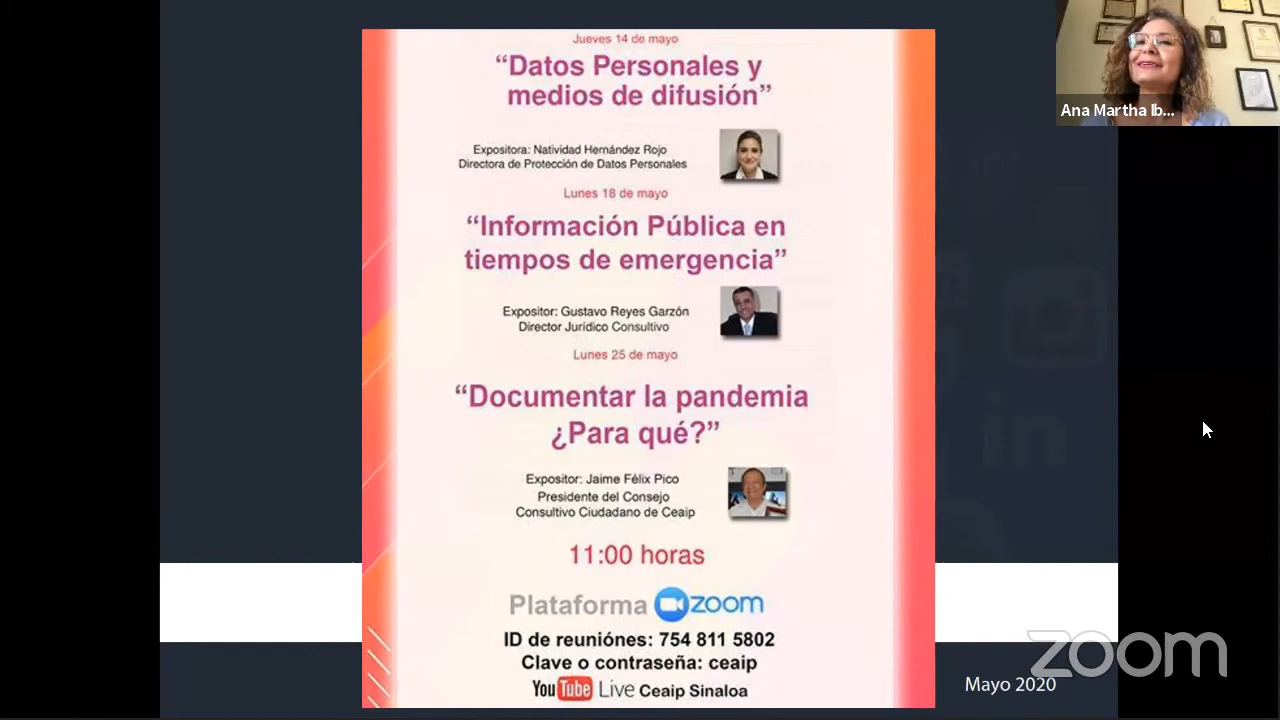 Jueves 14 de mayo
“Datos Personales y
medios de difusión”
Expositora: Natividad Hernández Rojo
Directora de Protección de Datos Personales
Lunes 18 de mayo
“Información Pública en
tiempos de emergencia”
Expositor: Gustavo Reyes Garzón
Director Jurídico Consultivo
Lunes 25 de mayo
“Documentar la pandemia
¿Para qué?”
Expositor: Jaime Félix Pico
Presidente del Consejo
Consultivo Ciudadano de Ceaip
11:00 horas
Plataforma zoom
ID de reuniónes: 754 811 5802
Clave o contraseña: ceaip
YouTube Live Ceaip Sinaloa
Ana Martha Ib...
in
zoom
Mayo 2020